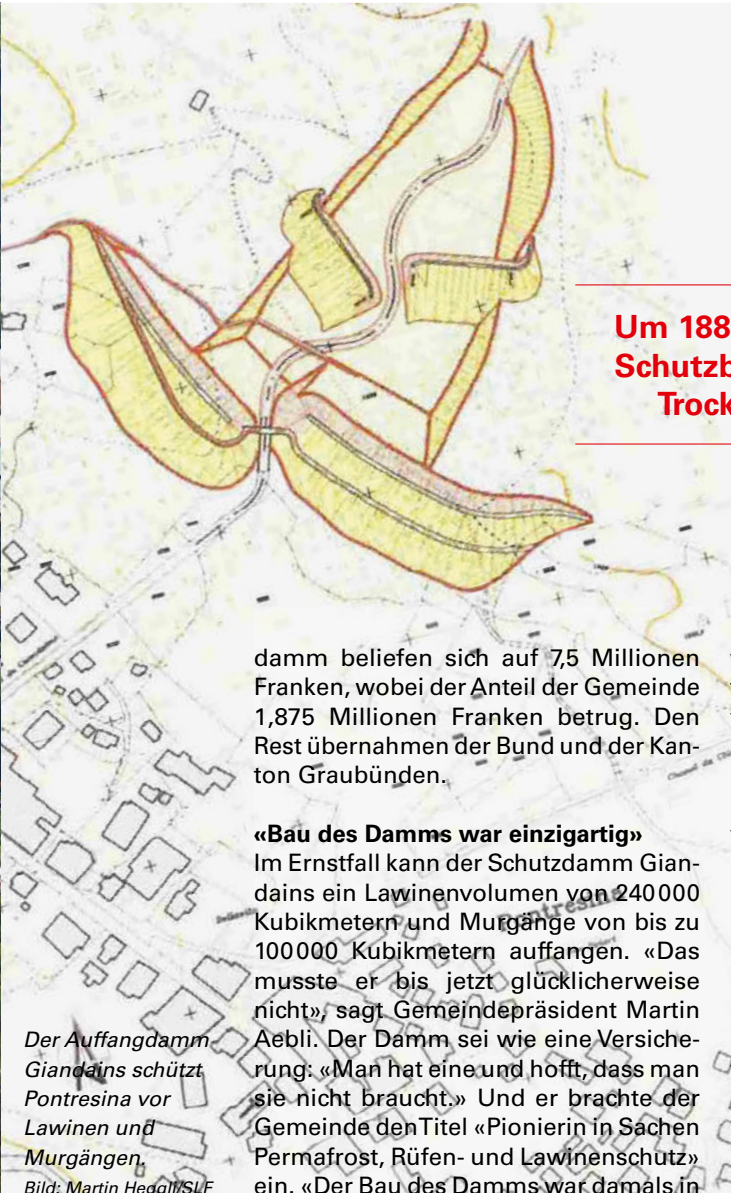 Um 188
Schutzb
Trock
damm beliefen sich auf 7,5 Millionen
Franken, wobei der Anteil der Gemeinde
1,875 Millionen Franken betrug. Den
Rest übernahmen der Bund und der Kan-
ton Graubünden.
«Bau des Damms war einzigartig»
Im Ernstfall kann der Schutzdamm Gian-
dains ein Lawinenvolumen von 240 000
Kubikmetern und Murgänge von bis zu
100 000 Kubikmetern auffangen. «Das
musste er bis jetzt glücklicherweise
nicht», sagt Gemeindepräsident Martin
Aebli. Der Damm sei wie eine Versiche-
rung: «Man hat eine und hofft, dass man
sie nicht braucht.» Und er brachte der
Gemeinde den Titel «Pionierin in Sachen
Permafrost, Rüfen- und Lawinenschutz»
ein. «Der Bau des Damms war damals in
Der Auffangdamm
Giandains schützt
Pontresina vor
Lawinen und
Murgängen.
Bild: Martin Heggli/SLF
Pontresina